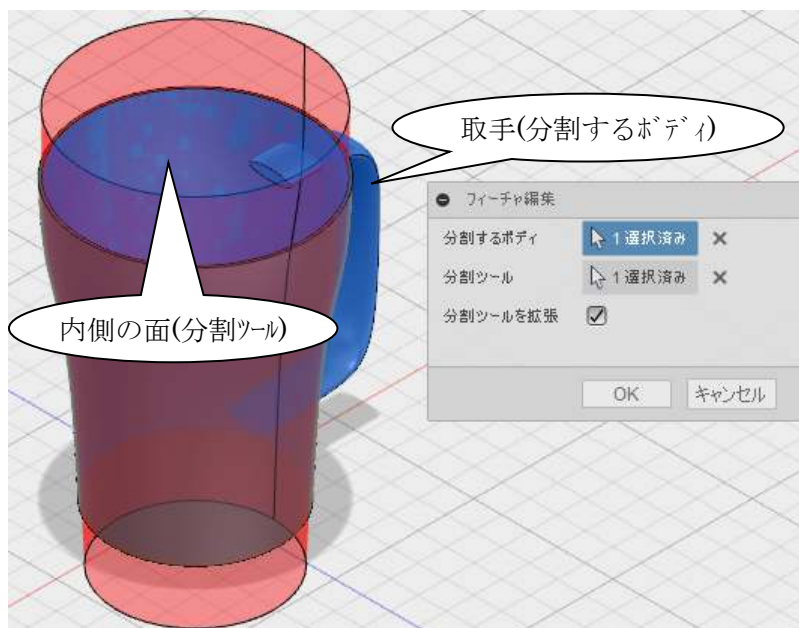 取手(分割するボディ)
フィーチャ編集
分割するボディ 1 選択済み
分割ツール 1 選択済み
内側の面(分割ツール)
分割ツールを拡張
OK キャンセル